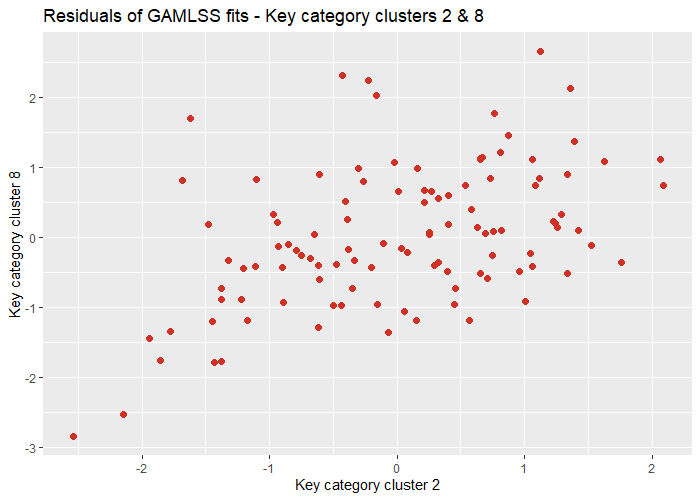 Residuals of GAMLSS fits - Key category clusters 2 & 8
Key category cluster 8
2
1
0
-1
-2
-3
-2 -1 0 1 2
Key category cluster 2